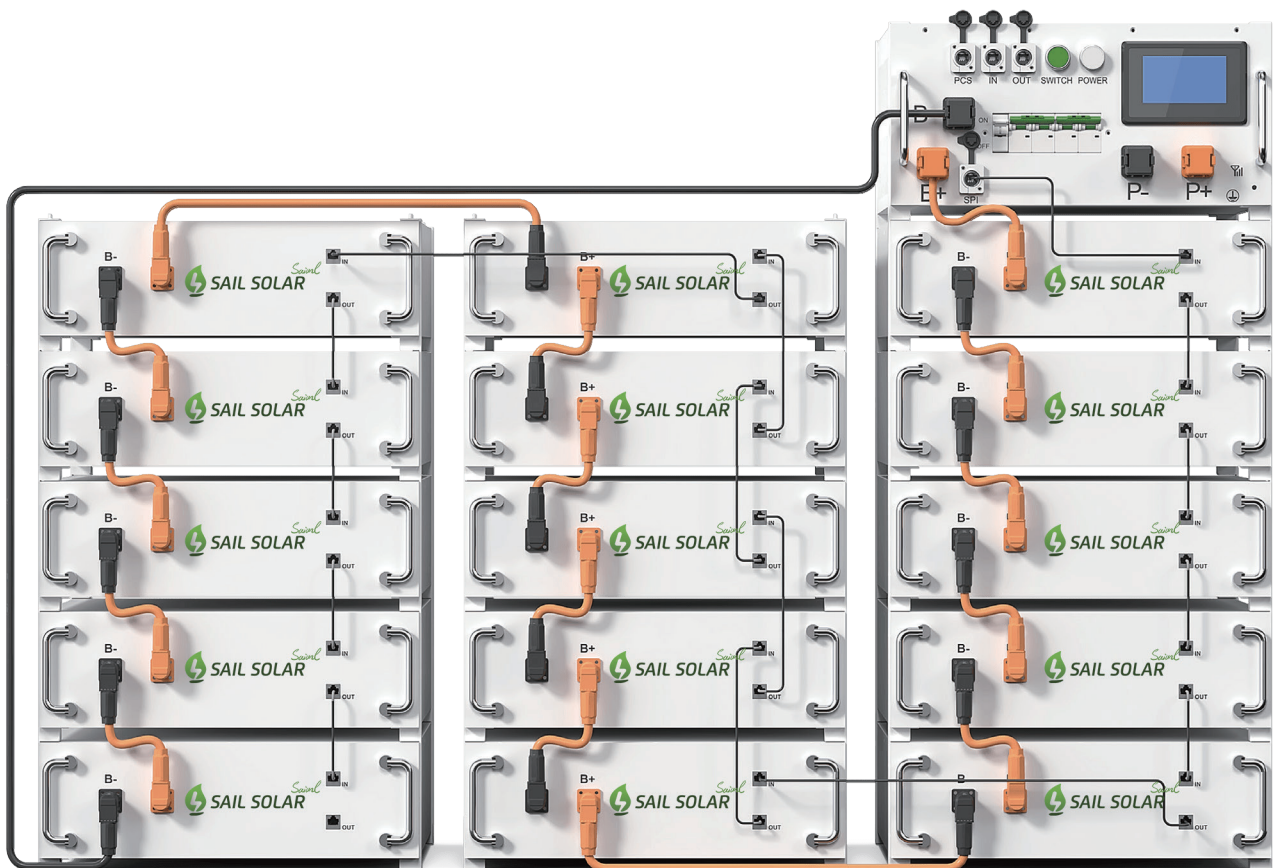 PCS IN OUT SWITCH POWER
ON
OFF
B+ SPI P- P+
B- SAIL SOLAR IN OUT
B+ SAIL SOLAR IN OUT
B- SAIL SOLAR IN OUT
B- SAIL SOLAR IN OUT
B+ SAIL SOLAR IN OUT
B- SAIL SOLAR IN OUT
B- SAIL SOLAR IN OUT
B+ SAIL SOLAR IN OUT
B- SAIL SOLAR IN OUT
B- SAIL SOLAR IN OUT
B+ SAIL SOLAR IN OUT
B- SAIL SOLAR IN OUT
B- SAIL SOLAR IN OUT
B+ SAIL SOLAR IN OUT
SAIL SOLAR IN OUT